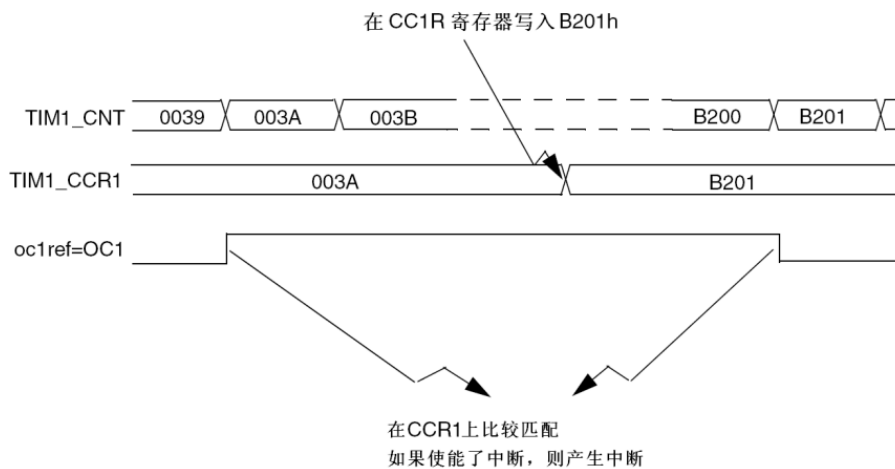 在 CC1R 寄存器写入 B201h
TIM1_CNT 0039 003A 003B B200 B201
TIM1_CCR1 003A B201
oc1ref=OC1
在CCR1上比较匹配
如果使能了中断，则产生中断